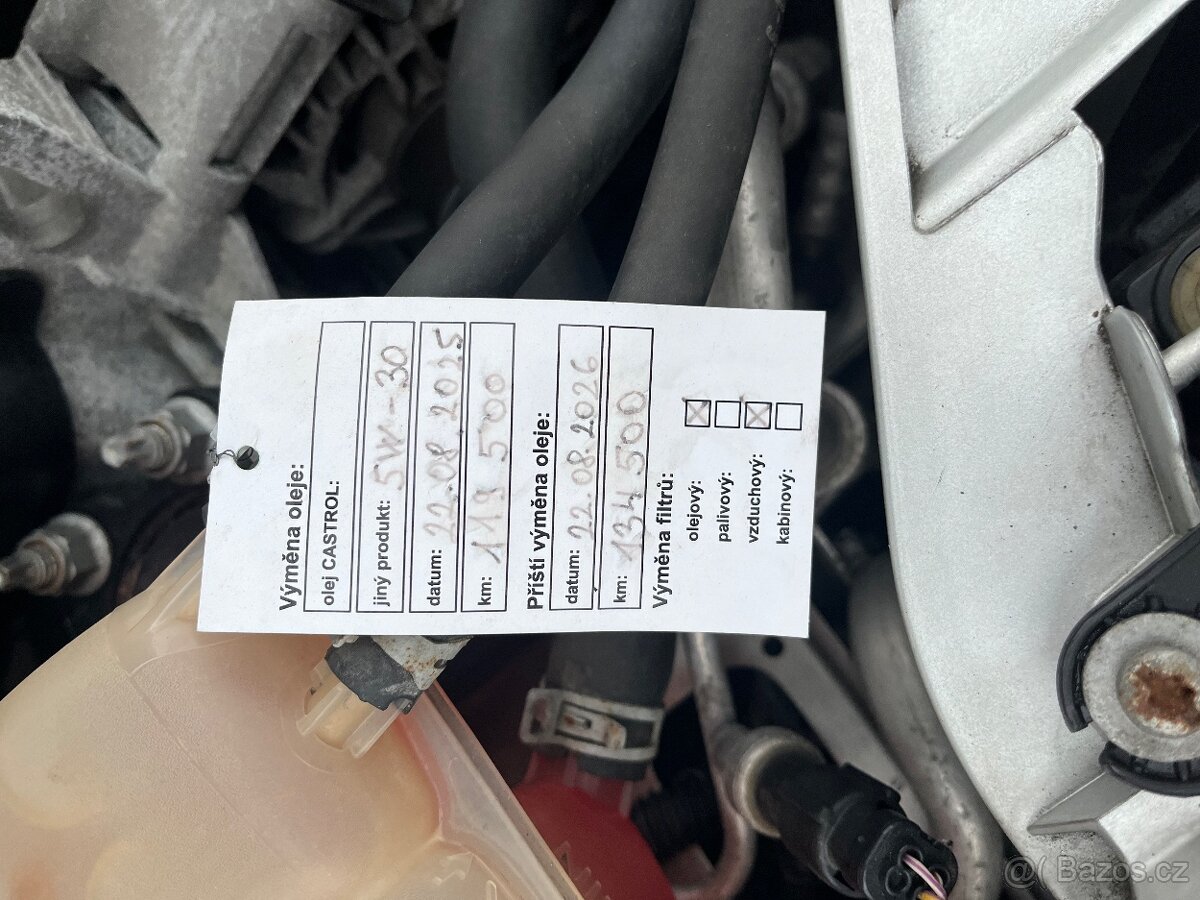 Výměna oleje:
olej CASTROL:
jiný produkt: 5W-30
datum: 22.08.2025
km: 119 500
Příští výměna oleje:
datum: 22.08.2026
km: 134 500
Výměna filtrů:
olejový: ☒
palivový: ☐
vzduchový: ☒
kabinový: ☐
@( Bazos.cz